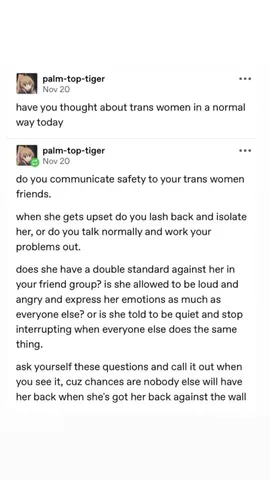 palm-top-tiger
Nov 20
have you thought about trans women in a normal
way today
palm-top-tiger
Nov 20
do you communicate safety to your trans women
friends.
when she gets upset do you lash back and isolate
her, or do you talk normally and work your
problems out.
does she have a double standard against her in
your friend group? is she allowed to be loud and
angry and express her emotions as much as
everyone else? or is she told to be quiet and stop
interrupting when everyone else does the same
thing.
ask yourself these questions and call it out when
you see it, cuz chances are nobody else will have
her back when she's got her back against the wall